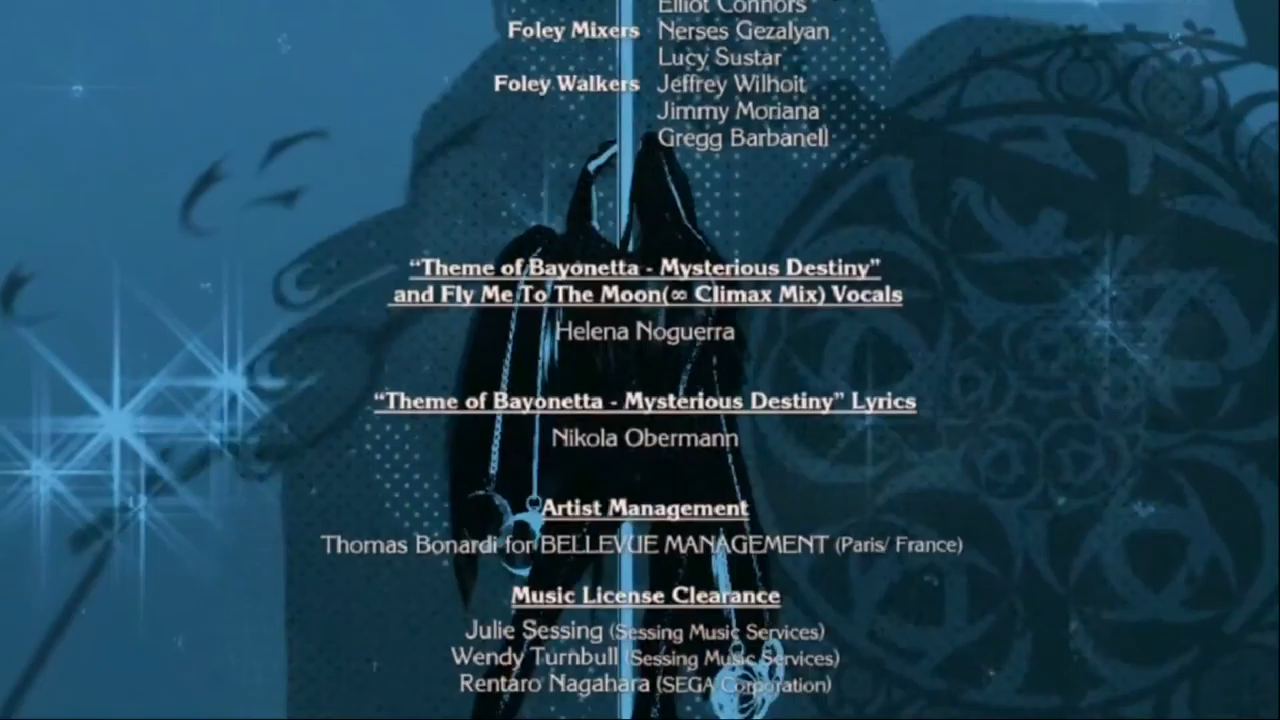 Elliot Connors
Foley Mixers Nerses Gezalyan
Lucy Sustar
Foley Walkers Jeffrey Wilhoit
Jimmy Moriana
Gregg Barbanell
“Theme of Bayonetta - Mysterious Destiny”
and Fly Me To The Moon(∞ Climax Mix) Vocals
Helena Noguerra
“Theme of Bayonetta - Mysterious Destiny” Lyrics
Nikola Obermann
Artist Management
Thomas Bonardi for BELLEVUE MANAGEMENT (Paris/ France)
Music License Clearance
Julie Sessing (Sessing Music Services)
Wendy Turnbull (Sessing Music Services)
Rentaro Nagahara (SEGA Corporation)